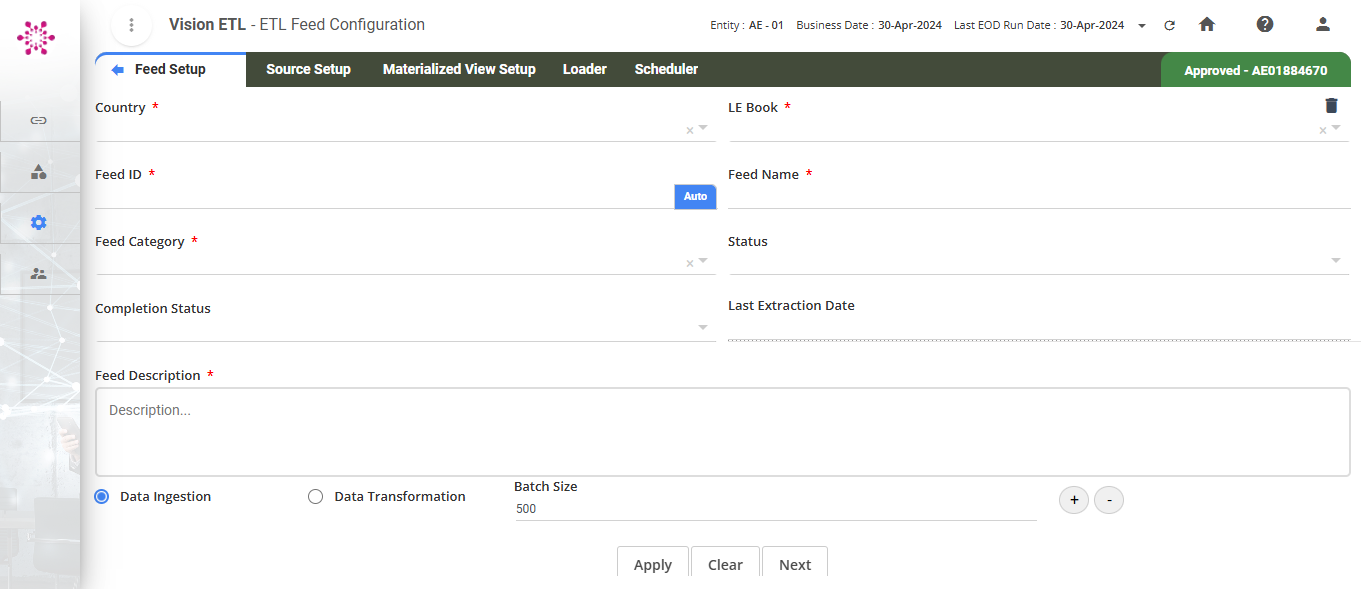 Vision ETL - ETL Feed Configuration
Entity : AE - 01 Business Date : 30-Apr-2024 Last EOD Run Date : 30-Apr-2024
Feed Setup Source Setup Materialized View Setup Loader Scheduler Approved - AE01884670
Country * LE Book *
Feed ID * Feed Name *
Auto
Feed Category * Status
Completion Status Last Extraction Date
Feed Description *
Description...
Data Ingestion Data Transformation Batch Size
500
+ -
Apply Clear Next